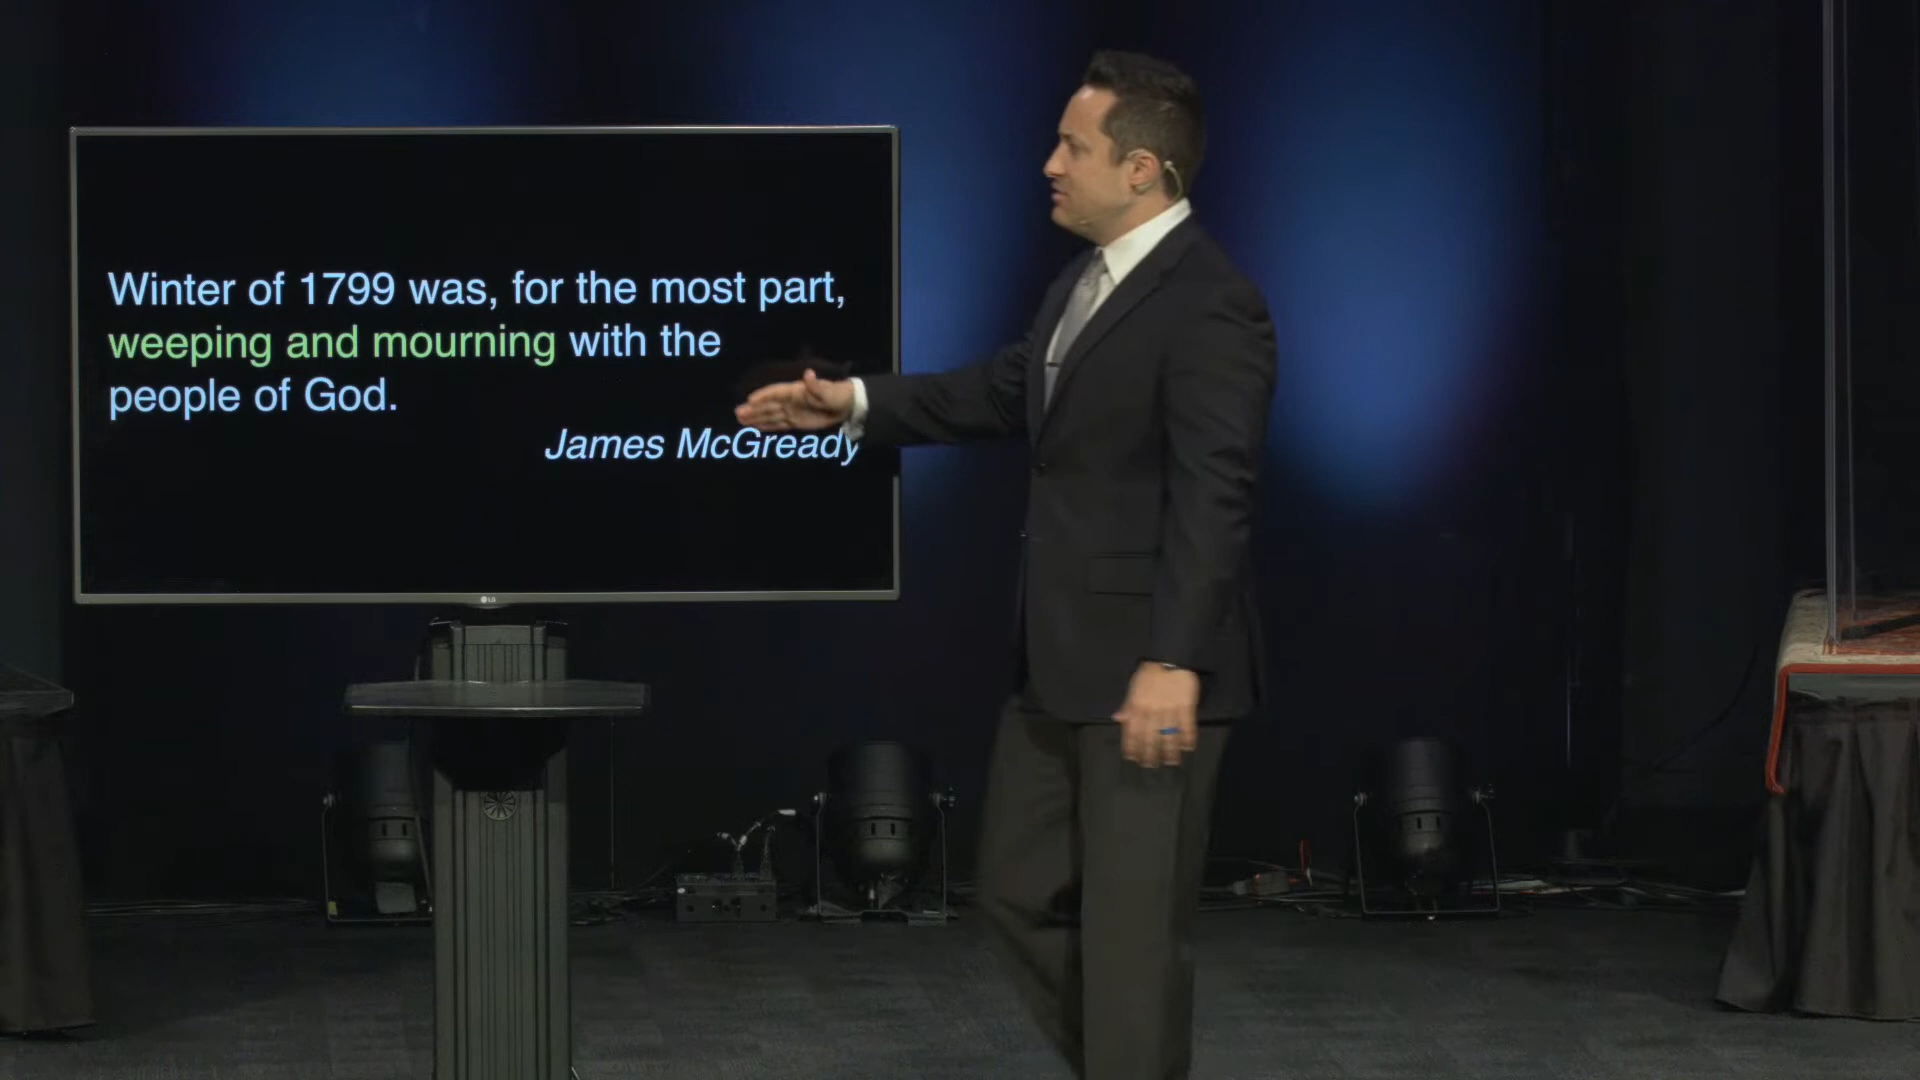 Winter of 1799 was, for the most part,
weeping and mourning with the
people of God.
James McGready
LG